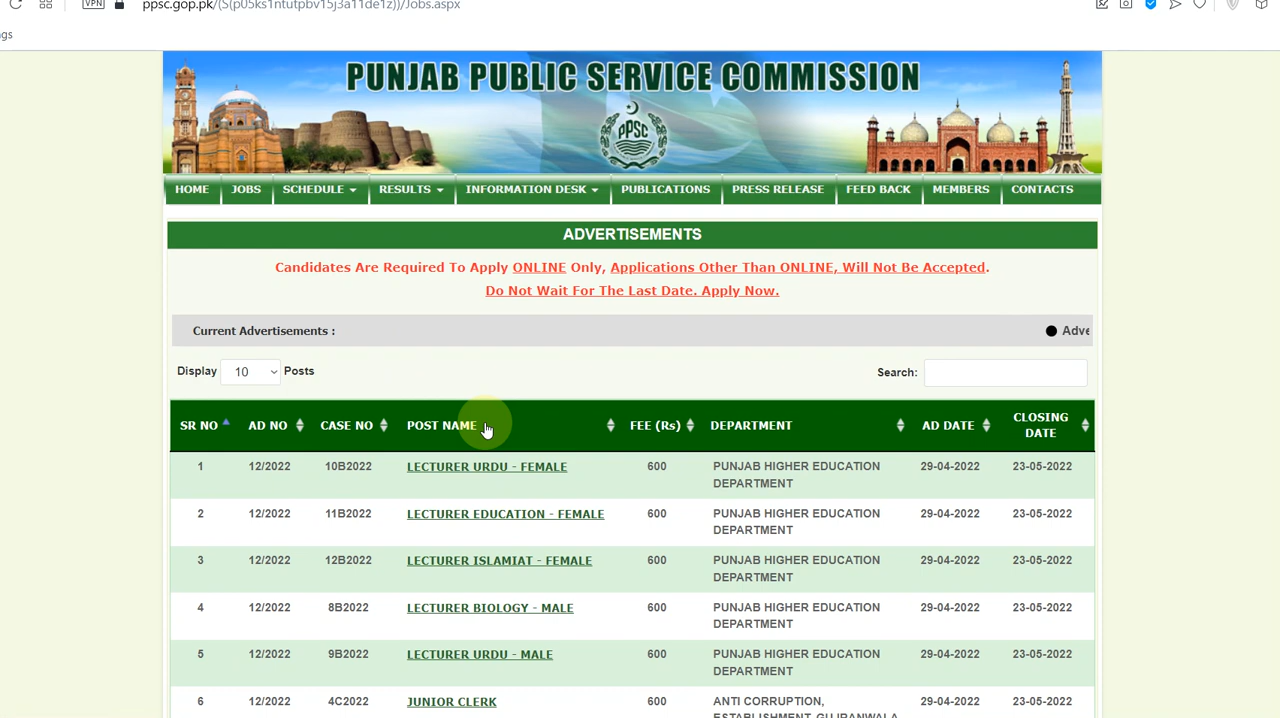 gs
VPN
ppsc.gop.pk/(S(p05ks1ntutpbv15j3a11de1z))/Jobs.aspx
PUNJAB PUBLIC SERVICE COMMISSION
PPSC
HOME JOBS SCHEDULE RESULTS INFORMATION DESK PUBLICATIONS PRESS RELEASE FEED BACK MEMBERS CONTACTS
ADVERTISEMENTS
Candidates Are Required To Apply ONLINE Only, Applications Other Than ONLINE, Will Not Be Accepted.
Do Not Wait For The Last Date. Apply Now.
Current Advertisements : Adve
Display 10 Posts Search:
SR NO AD NO CASE NO POST NAME FEE (Rs) DEPARTMENT AD DATE CLOSING DATE
1 12/2022 10B2022 LECTURER URDU - FEMALE 600 PUNJAB HIGHER EDUCATION DEPARTMENT 29-04-2022 23-05-2022
2 12/2022 11B2022 LECTURER EDUCATION - FEMALE 600 PUNJAB HIGHER EDUCATION DEPARTMENT 29-04-2022 23-05-2022
3 12/2022 12B2022 LECTURER ISLAMIAT - FEMALE 600 PUNJAB HIGHER EDUCATION DEPARTMENT 29-04-2022 23-05-2022
4 12/2022 8B2022 LECTURER BIOLOGY - MALE 600 PUNJAB HIGHER EDUCATION DEPARTMENT 29-04-2022 23-05-2022
5 12/2022 9B2022 LECTURER URDU - MALE 600 PUNJAB HIGHER EDUCATION DEPARTMENT 29-04-2022 23-05-2022
6 12/2022 4C2022 JUNIOR CLERK 600 ANTI CORRUPTION, ESTABLISHMENT, GUJRANWALA 29-04-2022 23-05-2022